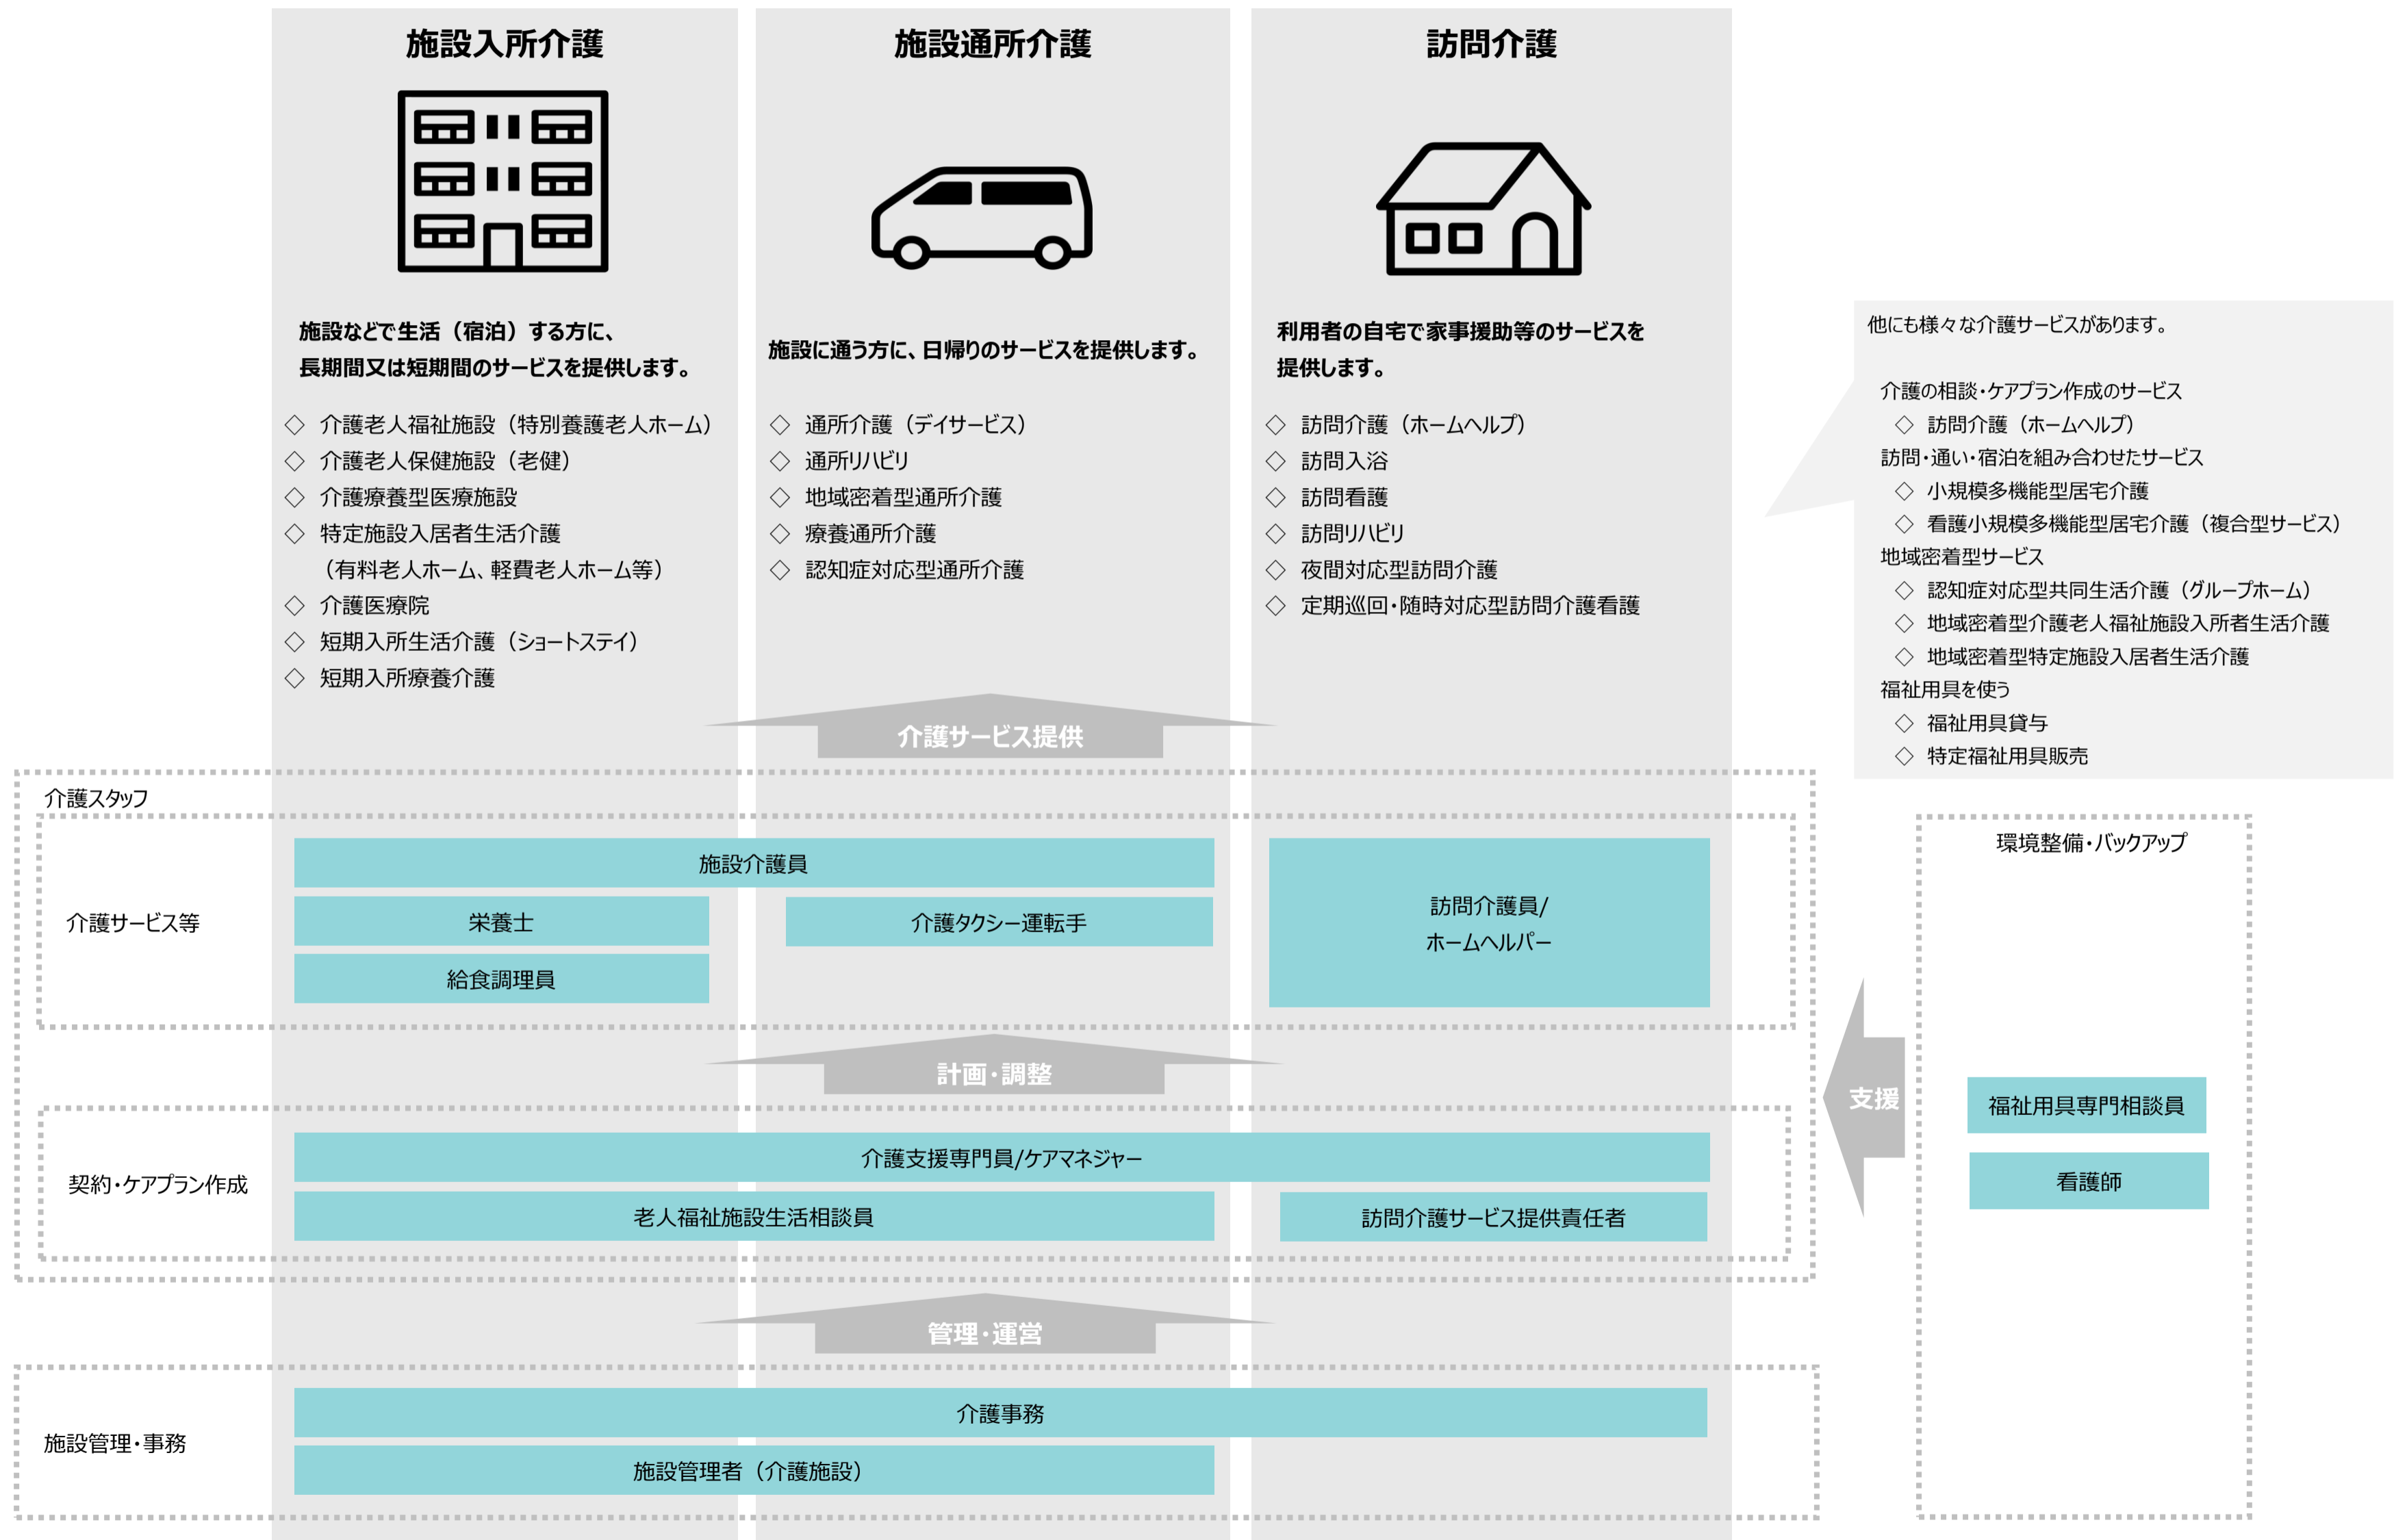 施設入所介護
施設などで生活（宿泊）する方に、
長期間又は短期間のサービスを提供します。
◇ 介護老人福祉施設（特別養護老人ホーム）
◇ 介護老人保健施設（老健）
◇ 介護療養型医療施設
◇ 特定施設入居者生活介護
（有料老人ホーム、軽費老人ホーム等）
◇ 介護医療院
◇ 短期入所生活介護（ショートステイ）
◇ 短期入所療養介護
施設通所介護
施設に通う方に、日帰りのサービスを提供します。
◇ 通所介護（デイサービス）
◇ 通所リハビリ
◇ 地域密着型通所介護
◇ 療養通所介護
◇ 認知症対応型通所介護
訪問介護
利用者の自宅で家事援助等のサービスを
提供します。
◇ 訪問介護（ホームヘルプ）
◇ 訪問入浴
◇ 訪問看護
◇ 訪問リハビリ
◇ 夜間対応型訪問介護
◇ 定期巡回・随時対応型訪問介護看護
他にも様々な介護サービスがあります。
介護の相談・ケアプラン作成のサービス
◇ 訪問介護（ホームヘルプ）
訪問・通い・宿泊を組み合わせたサービス
◇ 小規模多機能型居宅介護
◇ 看護小規模多機能型居宅介護（複合型サービス）
地域密着型サービス
◇ 認知症対応型共同生活介護（グループホーム）
◇ 地域密着型介護老人福祉施設入所者生活介護
◇ 地域密着型特定施設入居者生活介護
福祉用具を使う
◇ 福祉用具貸与
◇ 特定福祉用具販売
介護サービス提供
介護スタッフ
介護サービス等
施設介護員
栄養士
介護タクシー運転手
給食調理員
訪問介護員/
ホームヘルパー
計画・調整
契約・ケアプラン作成
介護支援専門員/ケアマネジャー
老人福祉施設生活相談員
訪問介護サービス提供責任者
管理・運営
施設管理・事務
介護事務
施設管理者（介護施設）
支援
環境整備・バックアップ
福祉用具専門相談員
看護師